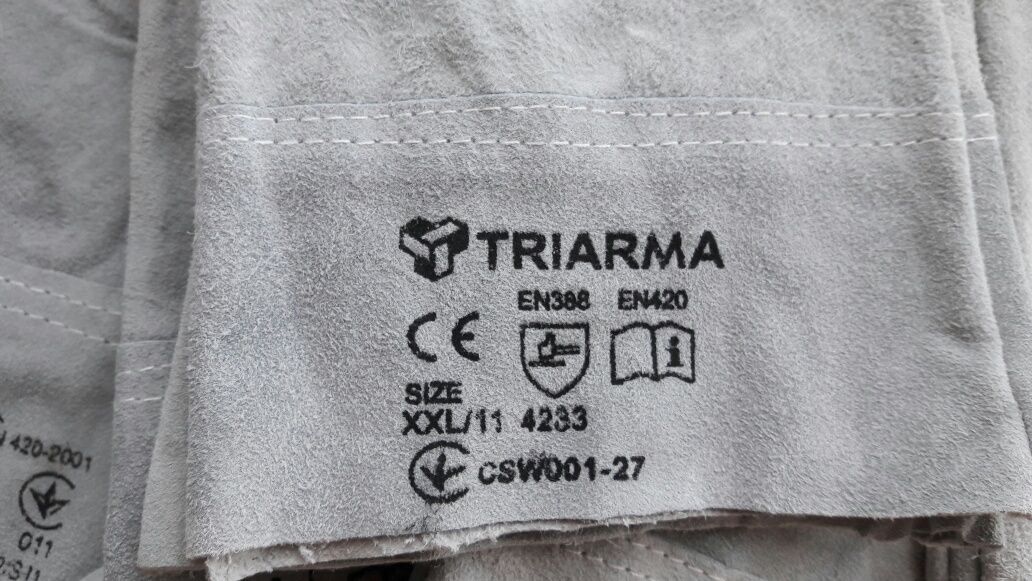 TRIARMA
EN388 EN420
CE
i
SIZE
XXL/11 4233
CSW001-27
420-2001
011